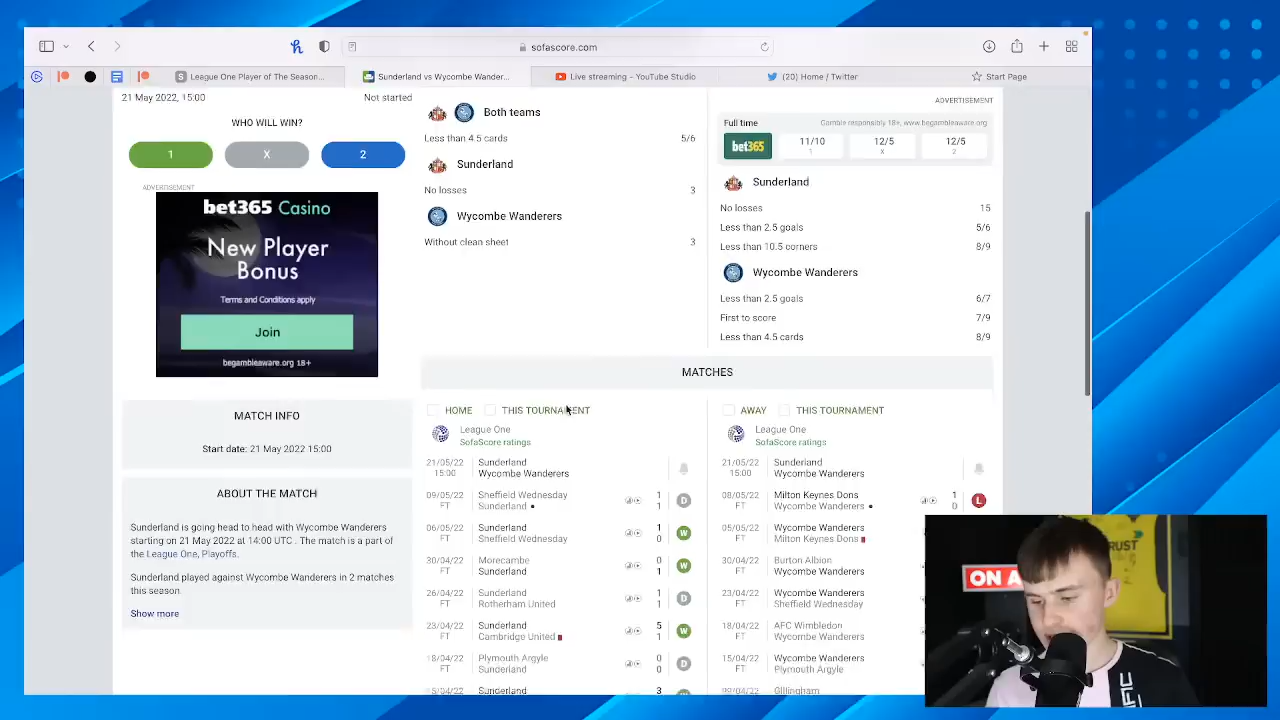 sofascore.com
League One Player of The Season...
Sunderland vs Wycombe Wander...
Live streaming - YouTube Studio
(20) Home / Twitter
Start Page
21 May 2022, 15:00
Not started
WHO WILL WIN?
1
X
2
ADVERTISEMENT
bet365 Casino
New Player
Bonus
Terms and Conditions apply
Join
begambleaware.org 18+
MATCH INFO
Start date: 21 May 2022 15:00
ABOUT THE MATCH
Sunderland is going head to head with Wycombe Wanderers
starting on 21 May 2022 at 14:00 UTC . The match is a part of
the League One, Playoffs.
Sunderland played against Wycombe Wanderers in 2 matches
this season.
Show more
Both teams
Less than 4.5 cards 5/6
Sunderland
No losses 3
Wycombe Wanderers
Without clean sheet 3
ADVERTISEMENT
Full time Gamble responsibly 18+, www.begambleaware.org
bet365 11/10 12/5 12/5
1 X 2
Sunderland
No losses 15
Less than 2.5 goals 5/6
Less than 10.5 corners 8/9
Wycombe Wanderers
Less than 2.5 goals 6/7
First to score 7/9
Less than 4.5 cards 8/9
MATCHES
HOME THIS TOURNAMENT
League One
SofaScore ratings
21/05/22 Sunderland
15:00 Wycombe Wanderers
09/05/22 Sheffield Wednesday 1
FT Sunderland 1 D
06/05/22 Sunderland 1
FT Sheffield Wednesday 0 W
30/04/22 Morecambe 0
FT Sunderland 1 W
26/04/22 Sunderland 1
FT Rotherham United 1 D
23/04/22 Sunderland 5
FT Cambridge United 1 W
18/04/22 Plymouth Argyle 0
FT Sunderland 0 D
15/04/22 Sunderland 3
W
AWAY THIS TOURNAMENT
League One
SofaScore ratings
21/05/22 Sunderland
15:00 Wycombe Wanderers
08/05/22 Milton Keynes Dons 1
FT Wycombe Wanderers 0 L
05/05/22 Wycombe Wanderers
FT Milton Keynes Dons
30/04/22 Burton Albion
FT Wycombe Wanderers
23/04/22 Wycombe Wanderers
FT Sheffield Wednesday
18/04/22 AFC Wimbledon
FT Wycombe Wanderers
15/04/22 Wycombe Wanderers
FT Plymouth Argyle
Gillingham
ON A
RUST